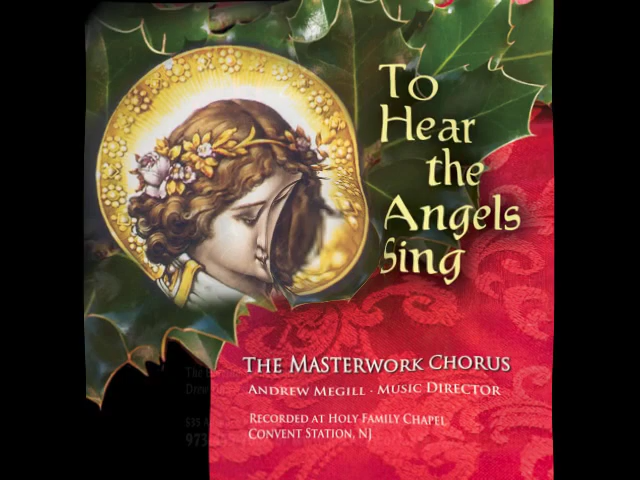 To
Hear
the
Angels
Sing
THE MASTERWORK CHORUS
ANDREW MEGILL · MUSIC DIRECTOR
RECORDED AT HOLY FAMILY CHAPEL
CONVENT STATION, NJ